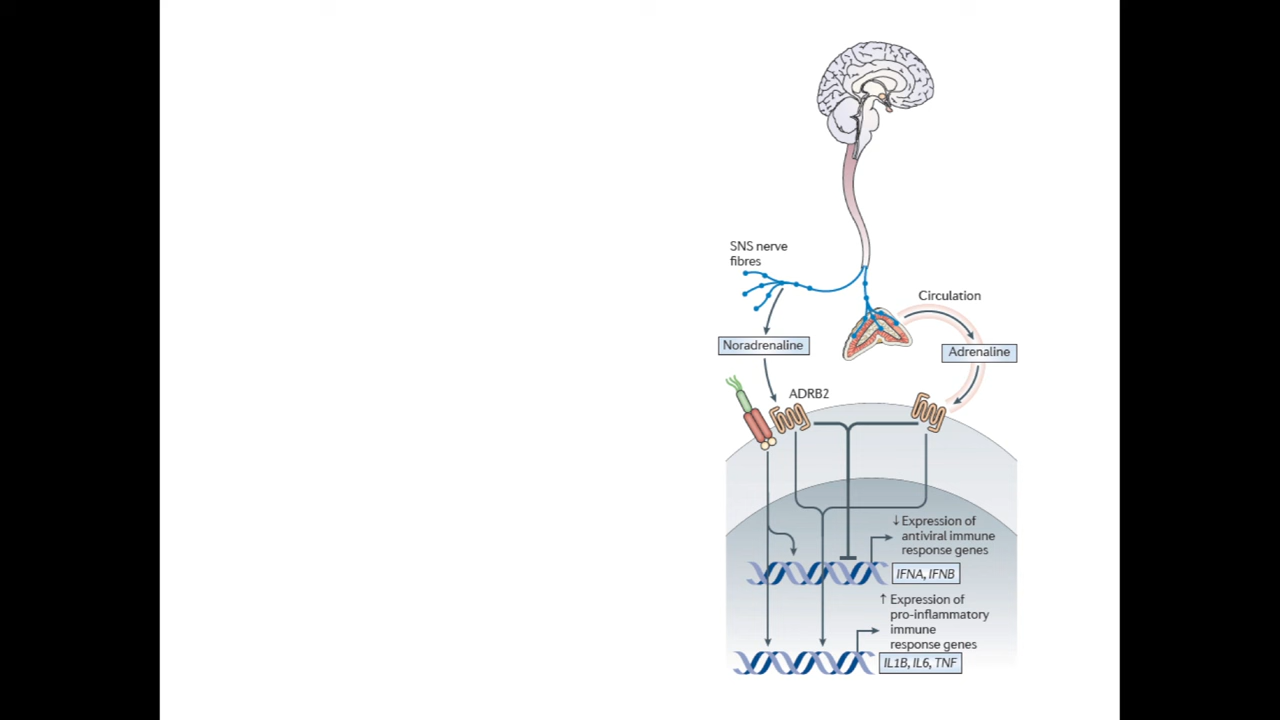 SNS nerve
fibres
Circulation
Noradrenaline
Adrenaline
ADRB2
↓ Expression of
antiviral immune
response genes
IFNA, IFNB
↑ Expression of
pro-inflammatory
immune
response genes
IL1B, IL6, TNF